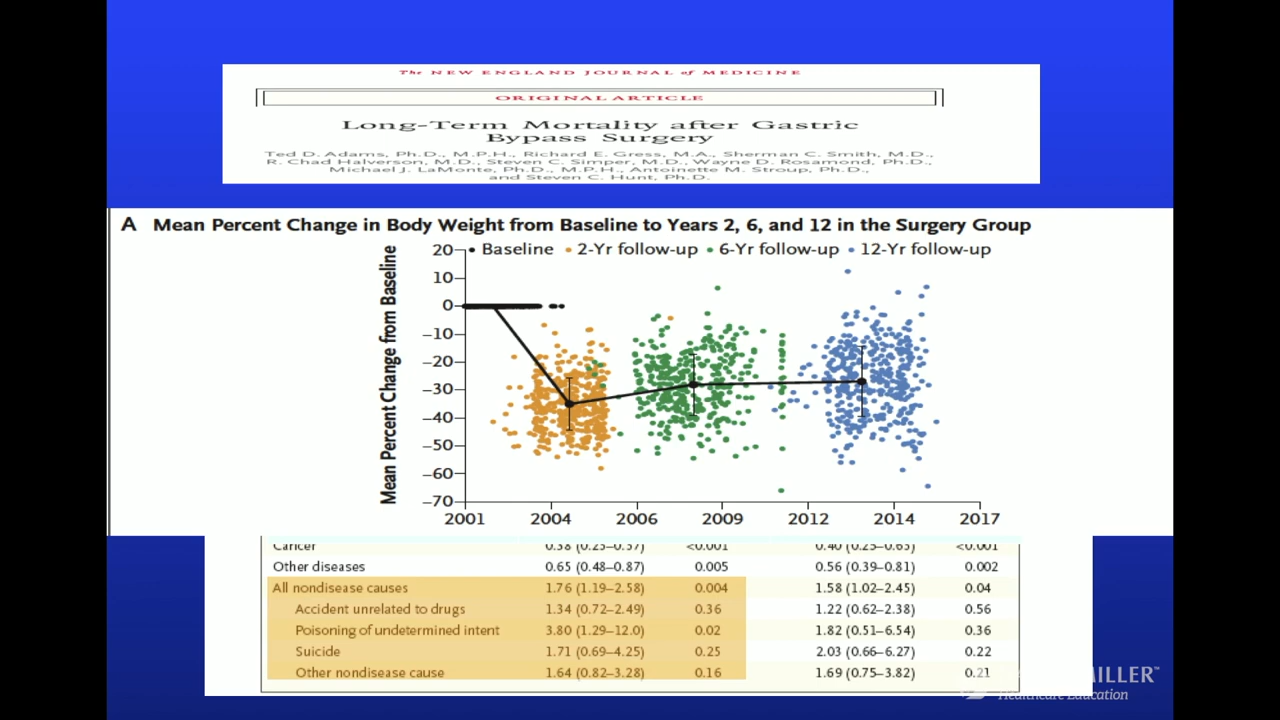 The NEW ENGLAND JOURNAL of MEDICINE
ORIGINAL ARTICLE
Long-Term Mortality after Gastric
Bypass Surgery
Ted D. Adams, Ph.D., M.P.H., Richard E. Gress, M.A., Sherman C. Smith, M.D.,
R. Chad Halverson, M.D., Steven C. Simper, M.D., Wayne D. Rosamond, Ph.D.,
Michael J. LaMonte, Ph.D., M.P.H., Antoinette M. Stroup, Ph.D.,
and Steven C. Hunt, Ph.D.
A Mean Percent Change in Body Weight from Baseline to Years 2, 6, and 12 in the Surgery Group
Baseline 2-Yr follow-up 6-Yr follow-up 12-Yr follow-up
Mean Percent Change from Baseline
20
10
0
−10
−20
−30
−40
−50
−60
−70
2001 2004 2006 2009 2012 2014 2017
Cancer 0.38 (0.25–0.57) <0.001 0.40 (0.25–0.65) <0.001
Other diseases 0.65 (0.48–0.87) 0.005 0.56 (0.39–0.81) 0.002
All nondisease causes 1.76 (1.19–2.58) 0.004 1.58 (1.02–2.45) 0.04
Accident unrelated to drugs 1.34 (0.72–2.49) 0.36 1.22 (0.62–2.38) 0.56
Poisoning of undetermined intent 3.80 (1.29–12.0) 0.02 1.82 (0.51–6.54) 0.36
Suicide 1.71 (0.69–4.25) 0.25 2.03 (0.66–6.27) 0.22
Other nondisease cause 1.64 (0.82–3.28) 0.16 1.69 (0.75–3.82) 0.21
MILLER™
Healthcare Education